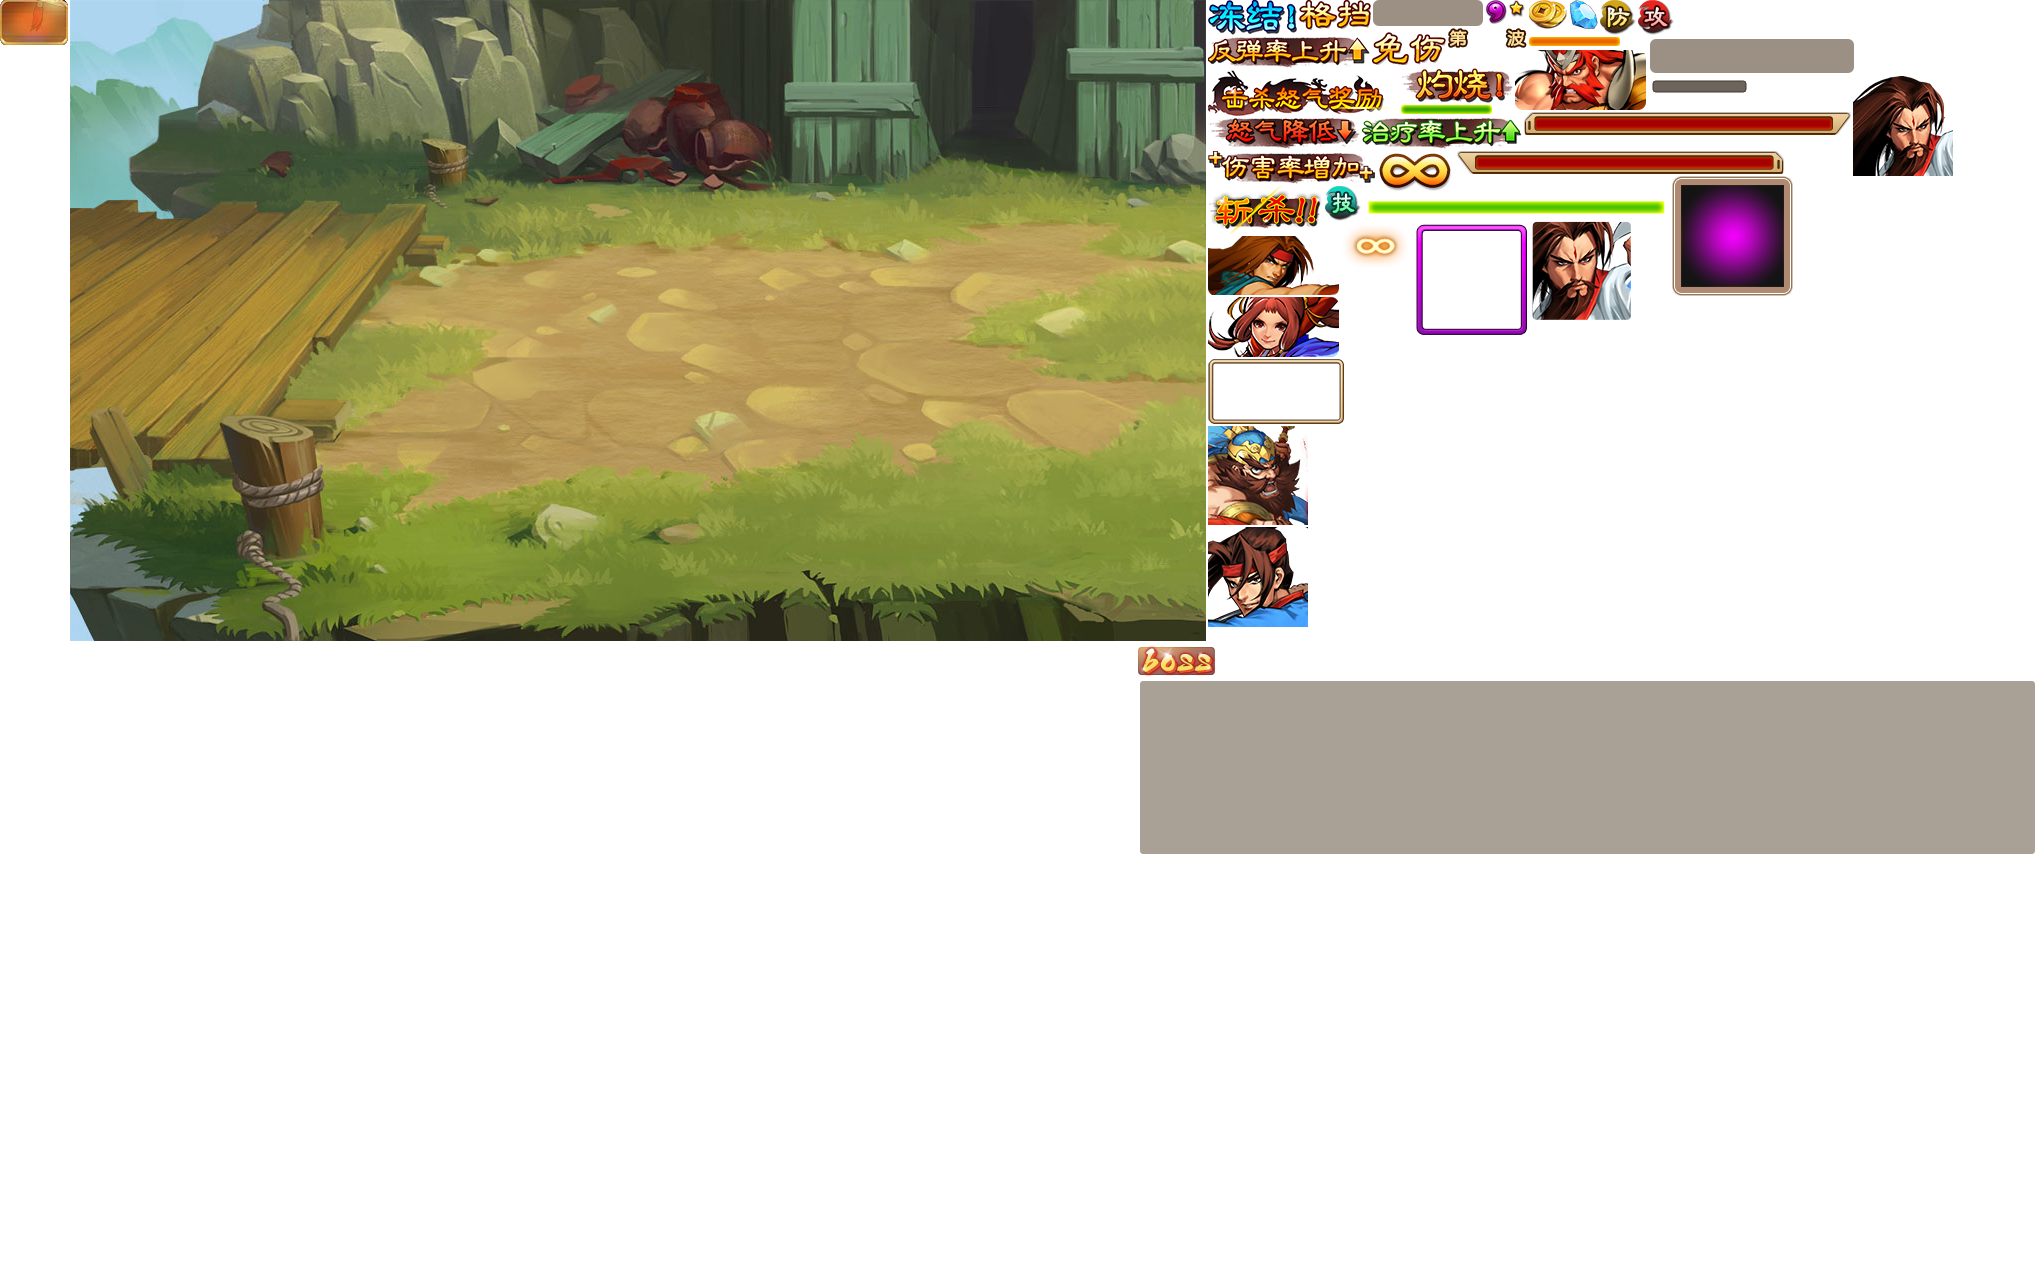 冻结!
格挡
防
攻
反弹率上升
免伤
第 波
击杀怒气奖励
灼烧!
怒气降低
治疗率上升
+伤害率增加+
斩杀!!
技
boss